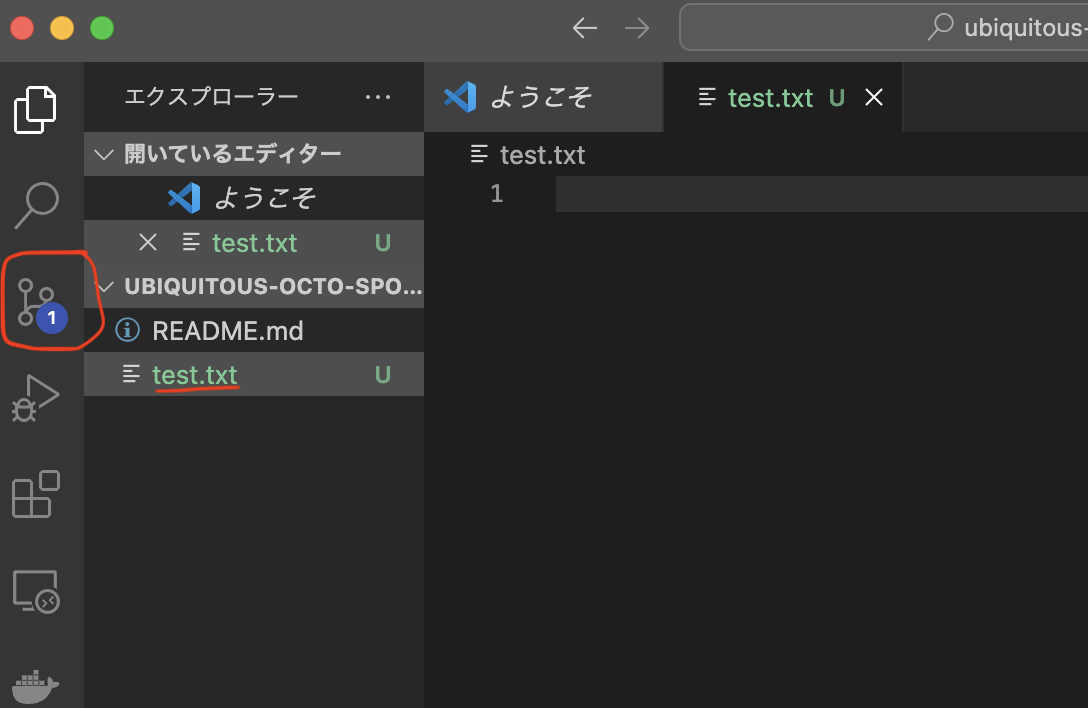 ubiquitous-
エクスプローラー ...
ようこそ
test.txt U
開いているエディター
ようこそ
test.txt U
UBIQUITOUS-OCTO-SPO...
README.md
test.txt U
test.txt
1
1